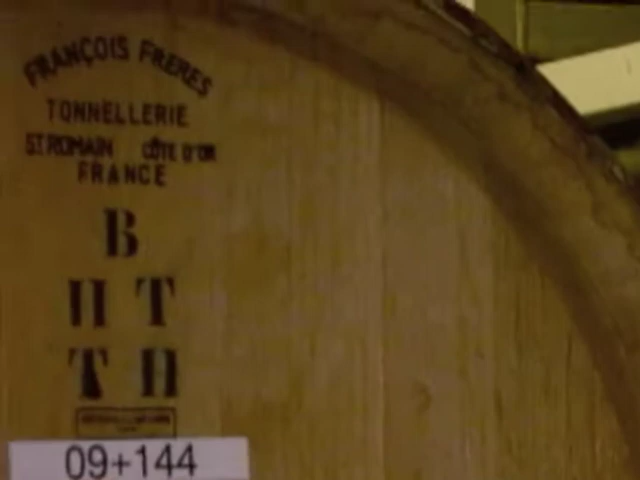 FRANÇOIS FRERES
TONNELLERIE
ST.ROMAIN CÔTE D'OR
FRANCE
B
H T
T H
09+144